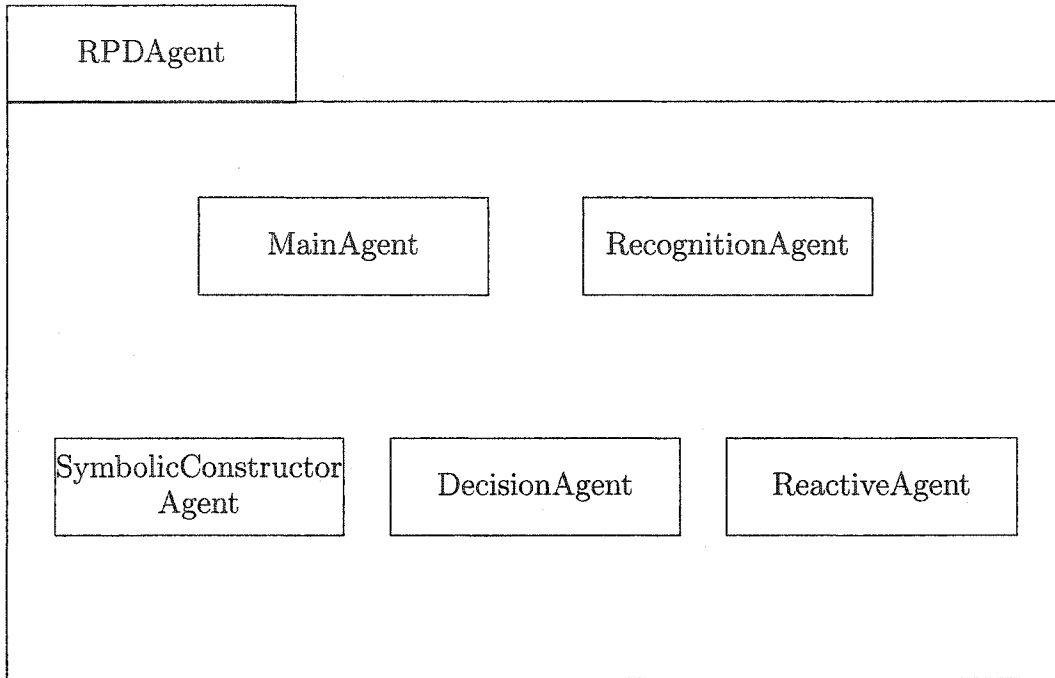 RPDAgent
MainAgent
RecognitionAgent
SymbolicConstructor
Agent
DecisionAgent
ReactiveAgent